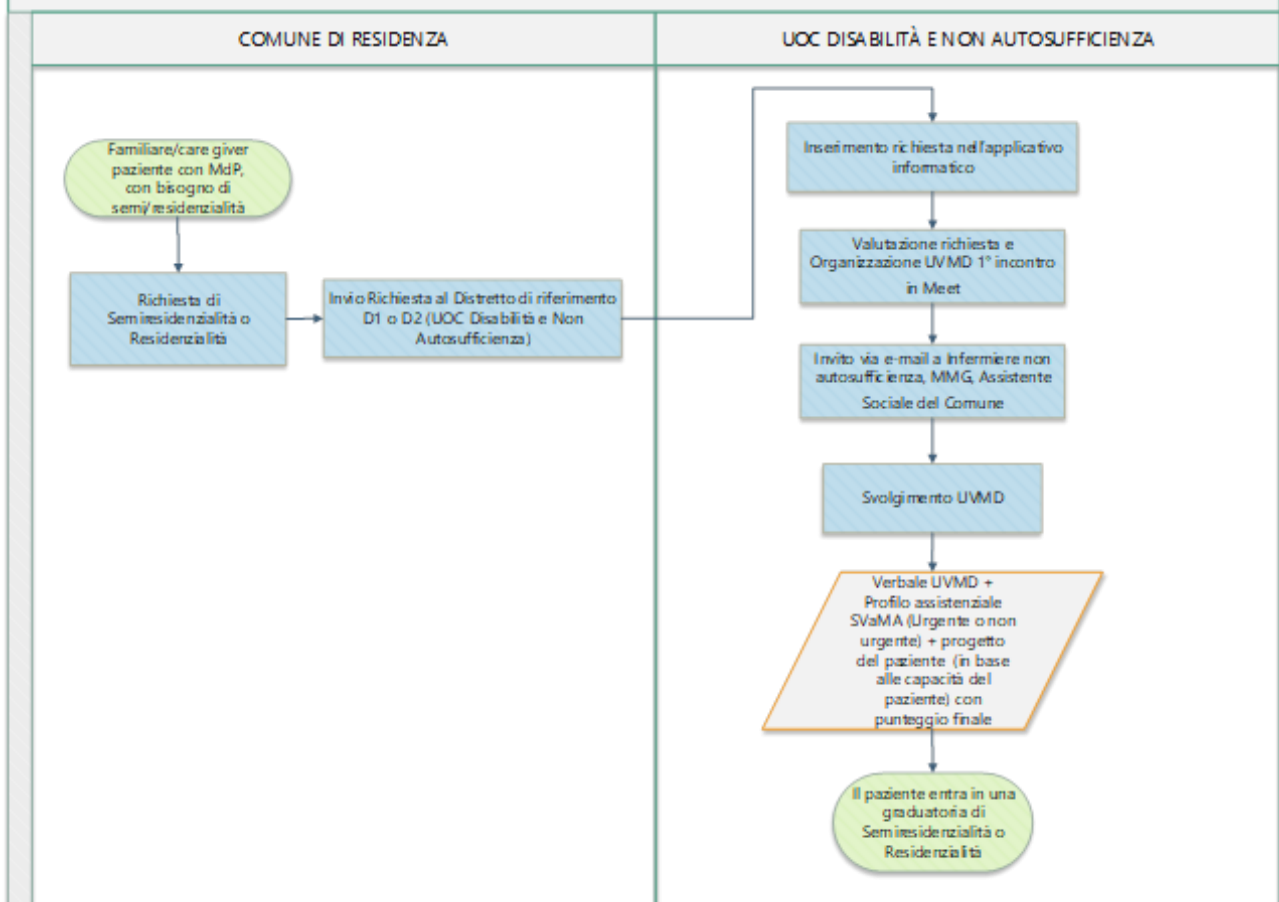 COMUNE DI RESIDENZA
UOC DISABILITÀ E NON AUTOSUFFICIENZA
Familiare/care giver
paziente con MdP,
con bisogno di
semi/residenzialità
Richiesta di
Semiresidenzialità o
Residenzialità
Invio Richiesta al Distretto di riferimento
D1 o D2 (UOC Disabilità e Non
Autosufficienza)
Inserimento richiesta nell'applicativo
informatico
Valutazione richiesta e
Organizzazione UVMD 1° incontro
in Meet
Invito via e-mail a Infermiere non
autosufficienza, MMG, Assistente
Sociale del Comune
Svolgimento UVMD
Verbale UVMD +
Profilo assistenziale
SVaMA (Urgente o non
urgente) + progetto
del paziente (in base
alle capacità del
paziente) con
punteggio finale
Il paziente entra in una
graduatoria di
Semiresidenzialità o
Residenzialità